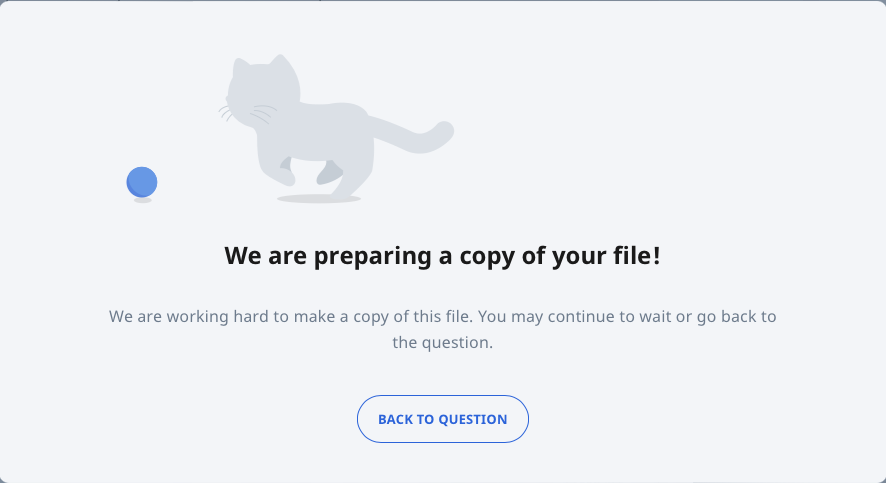 We are preparing a copy of your file!
We are working hard to make a copy of this file. You may continue to wait or go back to
the question.
BACK TO QUESTION